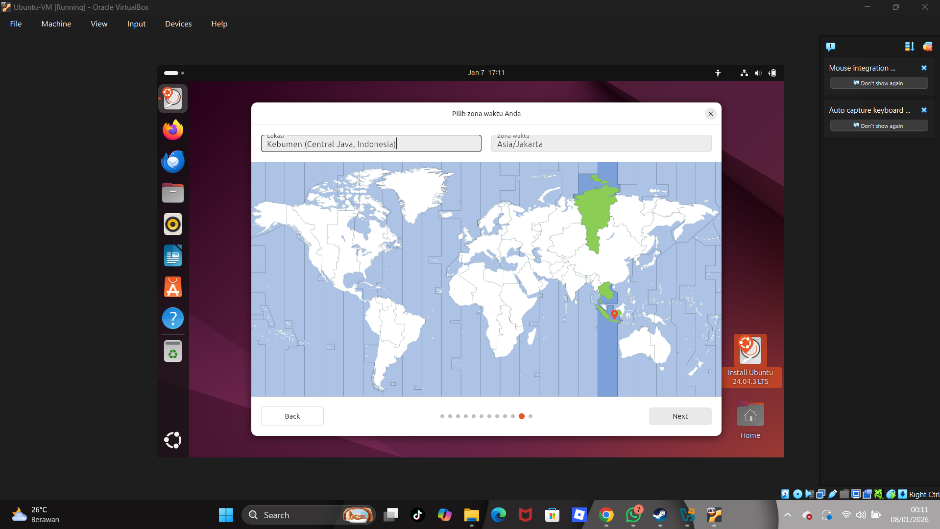 Ubuntu-VM [Running] - Oracle VirtualBox
File Machine View Input Devices Help
Mouse integration ...
Don't show again
Auto capture keyboard ...
Don't show again
Jan 7 17:11
Pilih zona waktu Anda
Lokasi
Kebumen (Central Java, Indonesia)
Zona waktu
Asia/Jakarta
Back
Next
Install Ubuntu
24.04.3 LTS
Home
Right Ctrl
26°C
Berawan
Search
00:11
08/01/2026